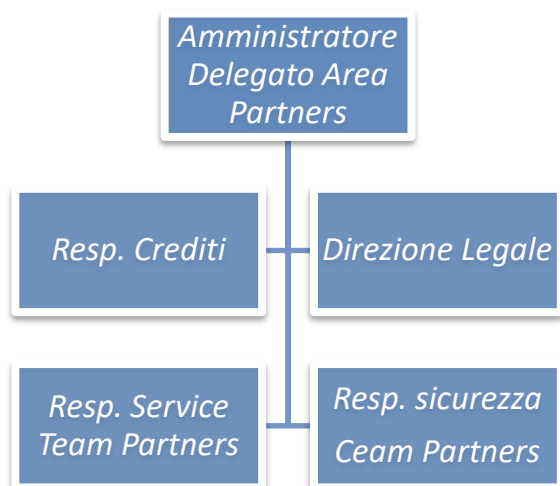 Amministratore
Delegato Area
Partners
Resp. Crediti
Direzione Legale
Resp. Service
Team Partners
Resp. sicurezza
Ceam Partners